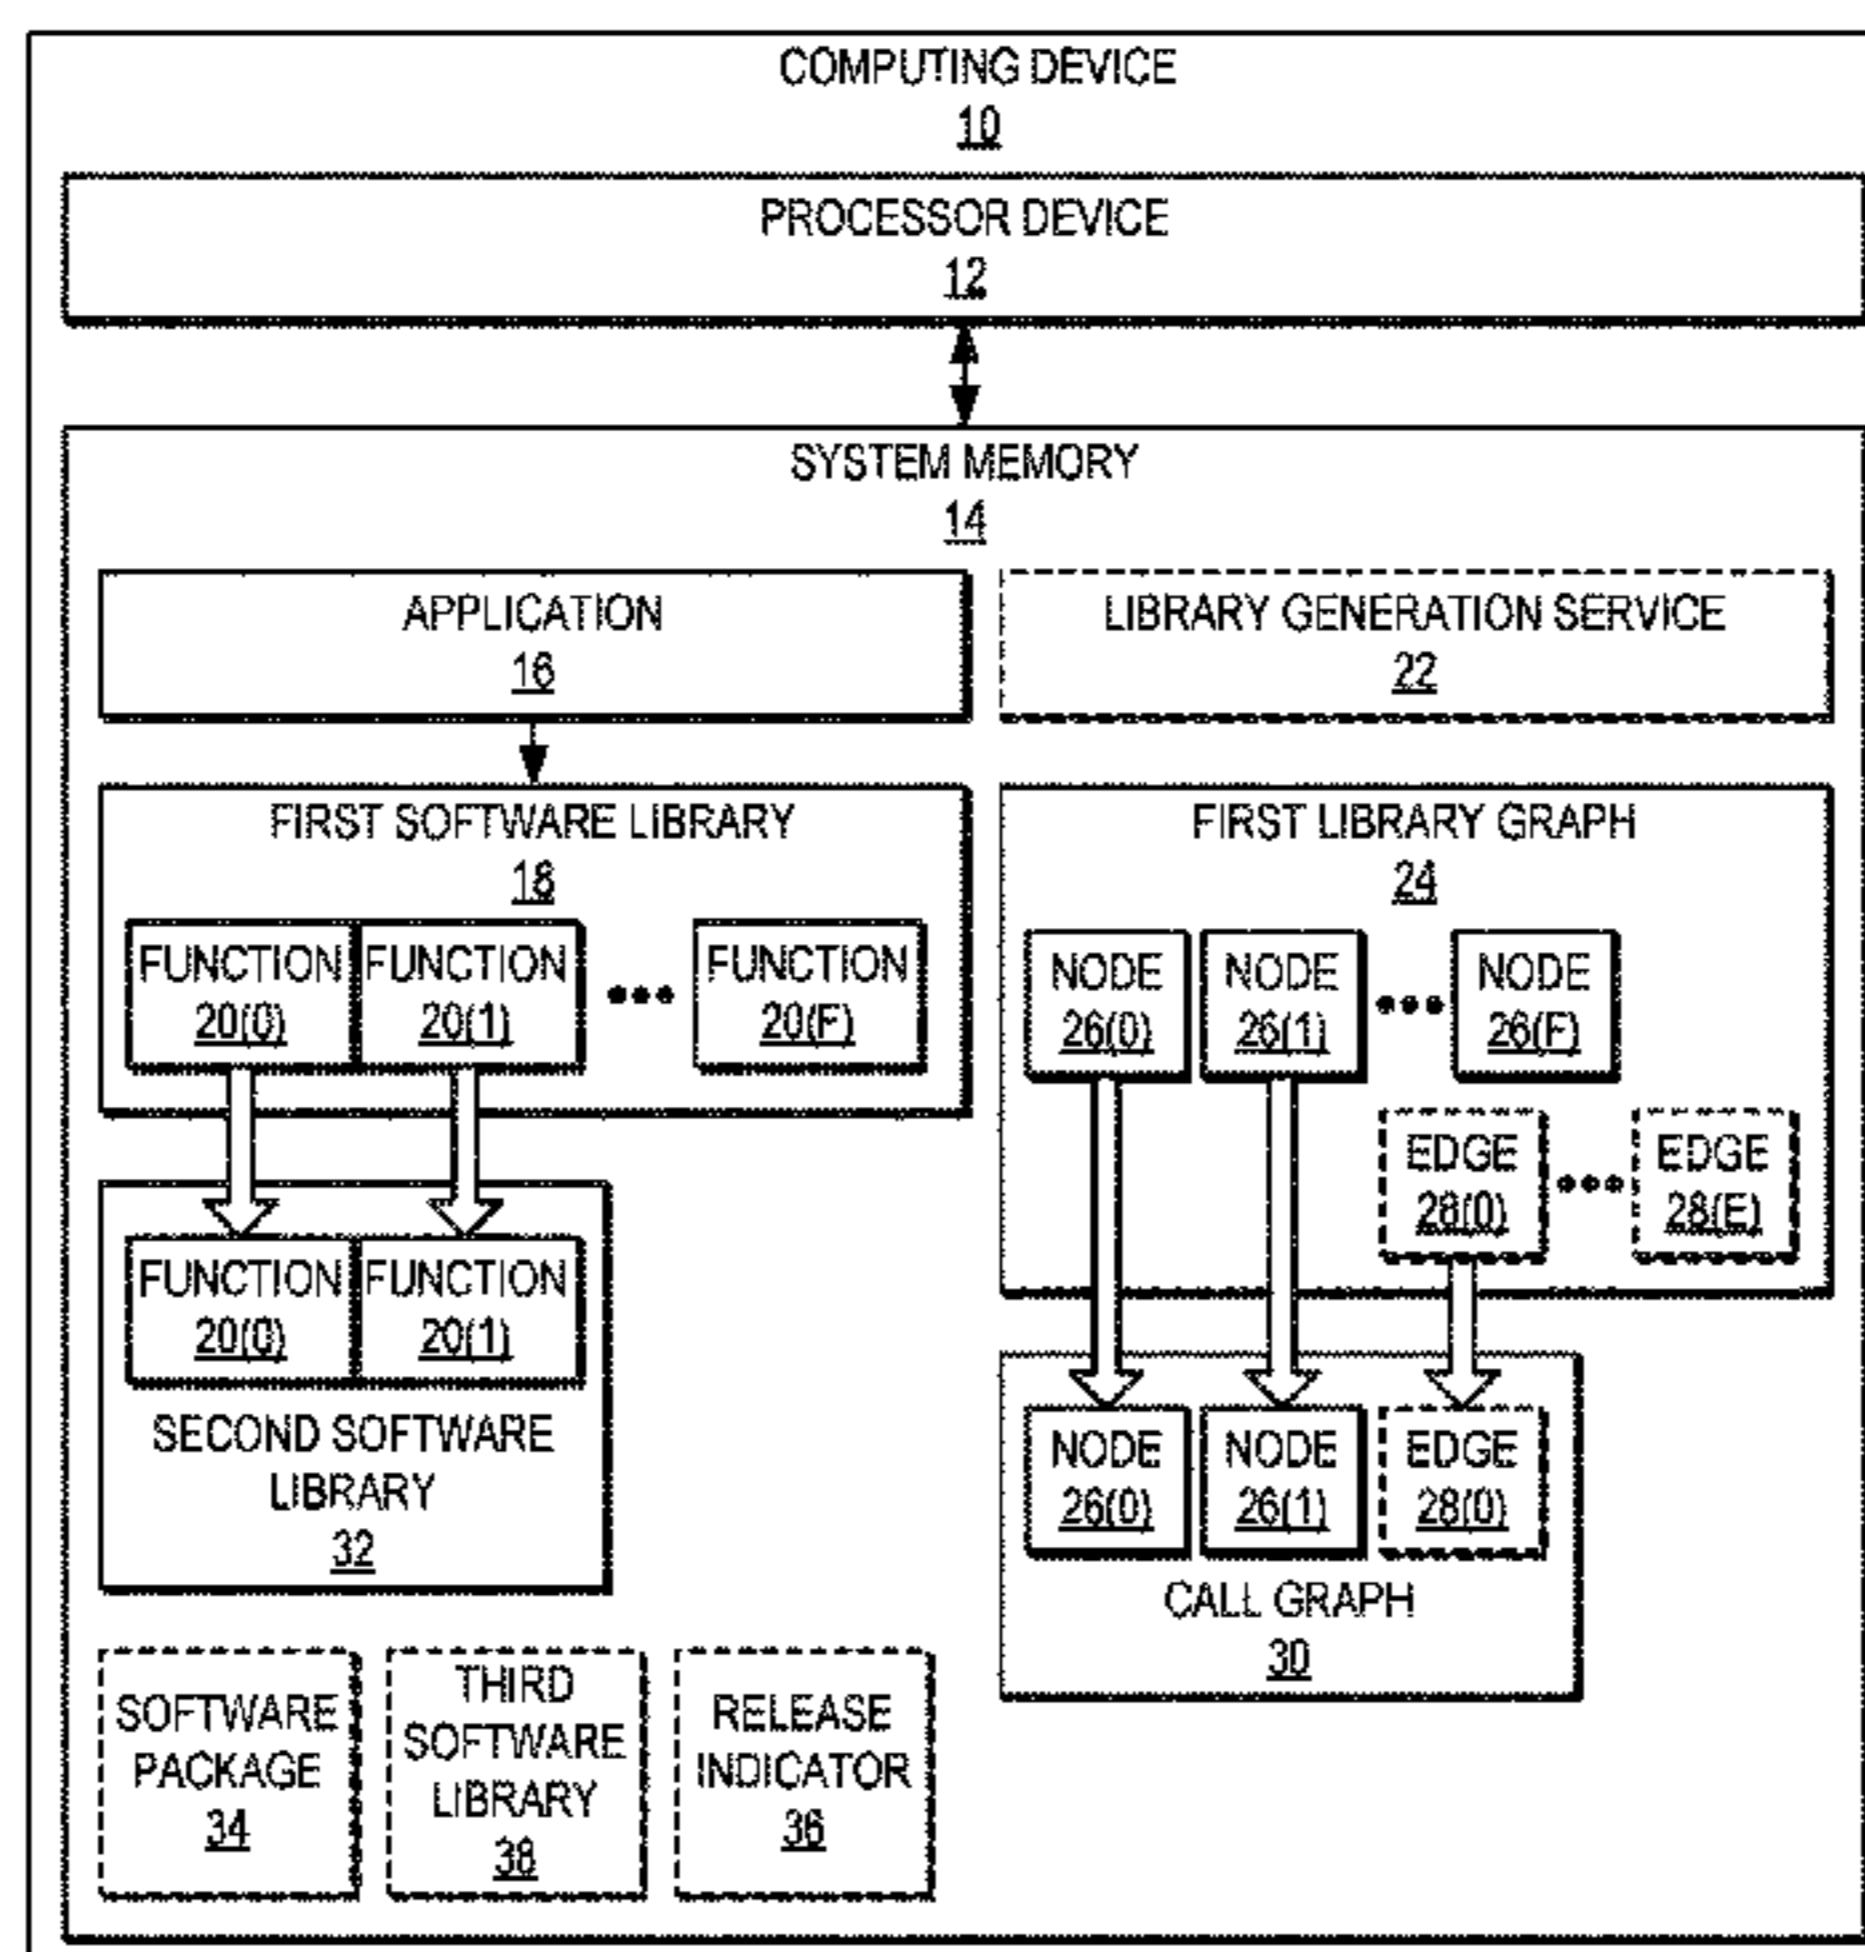 COMPUTING DEVICE
10
PROCESSOR DEVICE
12
SYSTEM MEMORY
14
APPLICATION
16
LIBRARY GENERATION SERVICE
22
FIRST SOFTWARE LIBRARY
18
FUNCTION
20(0)
FUNCTION
20(1)
•••
FUNCTION
20(F)
FIRST LIBRARY GRAPH
24
NODE
26(0)
NODE
26(1)
•••
NODE
26(F)
EDGE
28(0)
•••
EDGE
28(E)
FUNCTION
20(0)
FUNCTION
20(1)
SECOND SOFTWARE
LIBRARY
32
NODE
26(0)
NODE
26(1)
EDGE
28(0)
CALL GRAPH
30
SOFTWARE
PACKAGE
34
THIRD
SOFTWARE
LIBRARY
38
RELEASE
INDICATOR
36